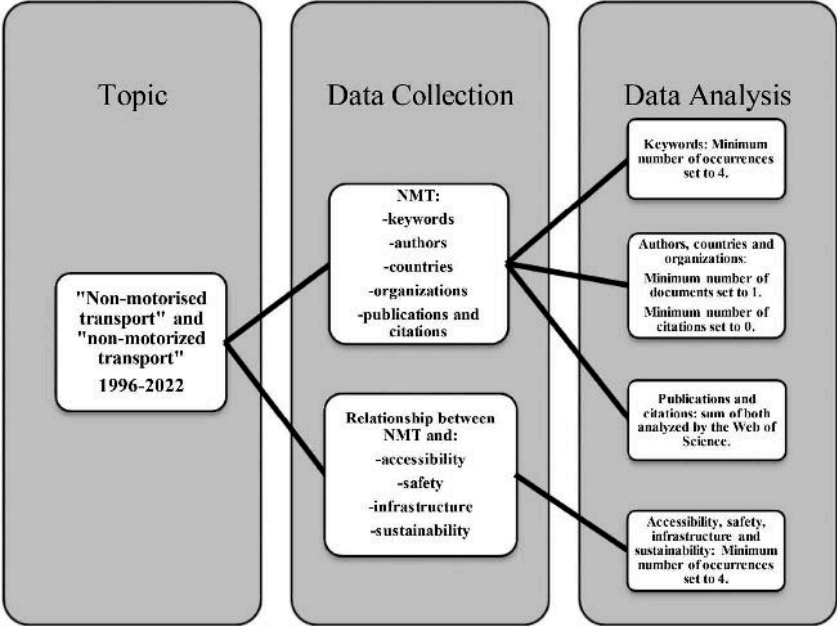 Topic
"Non-motorised
transport" and
"non-motorized
transport"
1996-2022
Data Collection
NMT:
-keywords
-authors
-countries
-organizations
-publications and
citations
Relationship between
NMT and:
-accessibility
-safety
-infrastructure
-sustainability
Data Analysis
Keywords: Minimum
number of occurrences
set to 4.
Authors, countries and
organizations:
Minimum number of
documents set to 1.
Minimum number of
citations set to 0.
Publications and
citations: sum of both
analyzed by the Web of
Science.
Accessibility, safety,
infrastructure and
sustainability: Minimum
number of occurrences
set to 4.